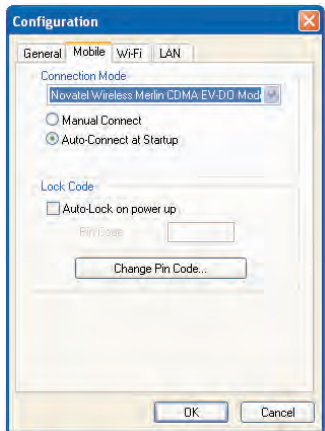 Configuration
General Mobile Wi-Fi LAN
Connection Mode
Novatel Wireless Merlin CDMA EV-DO Mode
Manual Connect
Auto-Connect at Startup
Lock Code
Auto-Lock on power up
Pin Code
Change Pin Code...
OK Cancel